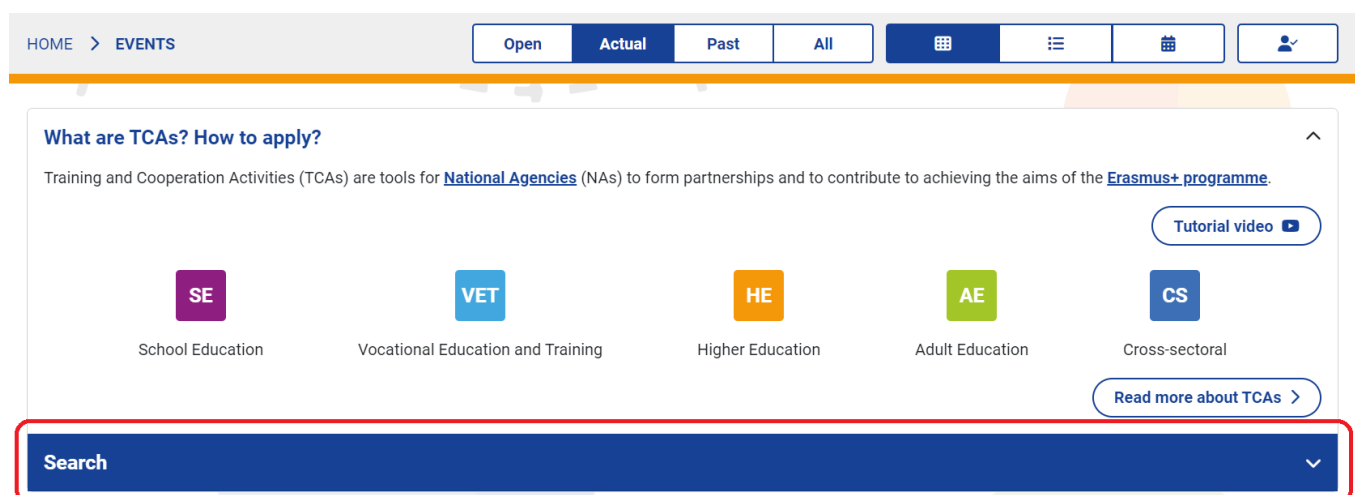 HOME > EVENTS
Open Actual Past All
What are TCAs? How to apply?
Training and Cooperation Activities (TCAs) are tools for National Agencies (NAs) to form partnerships and to contribute to achieving the aims of the Erasmus+ programme.
Tutorial video
SE VET HE AE CS
School Education Vocational Education and Training Higher Education Adult Education Cross-sectoral
Read more about TCAs >
Search